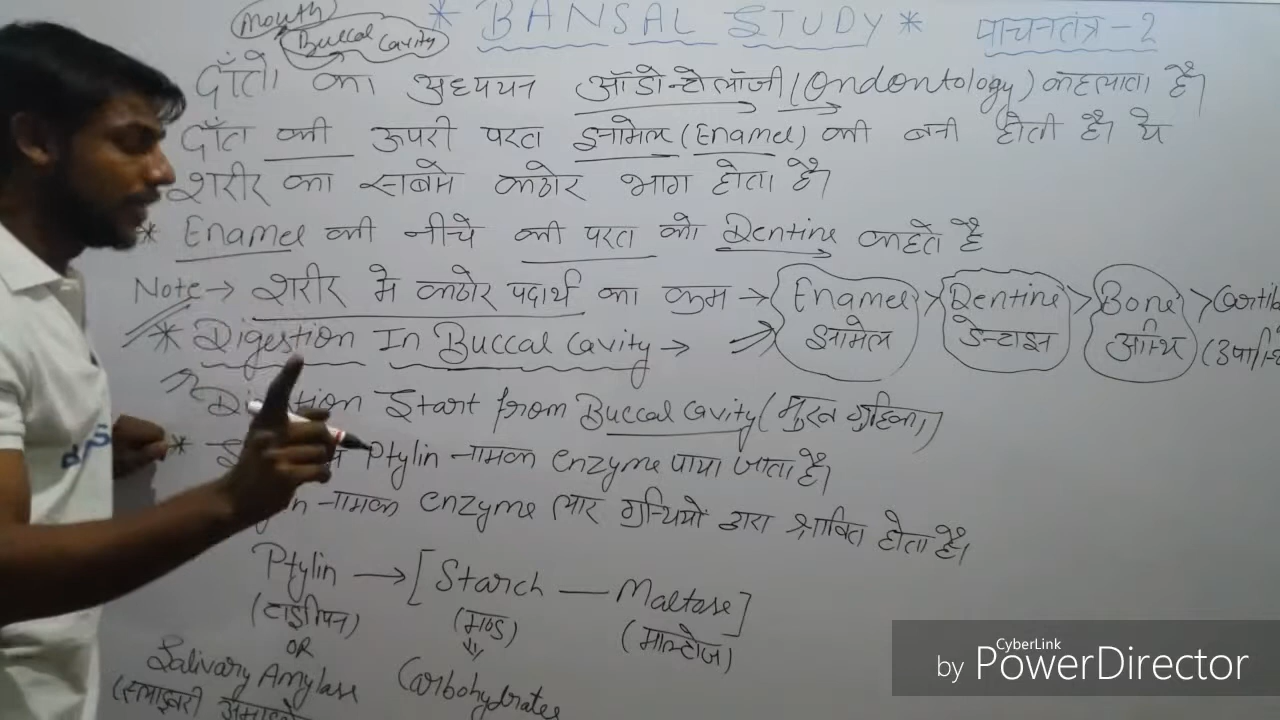 Mouth
Buccal Cavity
* BANSAL STUDY * पाचनतंत्र-2
दाँतो का अध्ययन ऑडोन्टोलॉजी (Ondontology) कहलाता है।
दाँत की ऊपरी परत इनामेल (Enamel) की बनी होती है। ये
शरीर का सबसे कठोर भाग होता है।
* Enamel की नीचे की परत को Dentine कहते है
Note→ शरीर मे कठोर पदार्थ का क्रम → Enamel > Dentine > Bone >
इनामेल डेन्टाइन अस्थि
* Digestion In Buccal Cavity →
Start from Buccal Cavity (मुख गुहिका)
* Ptylin नामक enzyme पाया जाता है।
नामक enzyme लार ग्रन्थियों द्वारा श्रावित होता है।
Ptylin → [Starch — Maltose]
(टाइलिन) (मण्ड) (माल्टोज)
OR
Salivary Amylase Carbohydrates
CyberLink
by PowerDirector